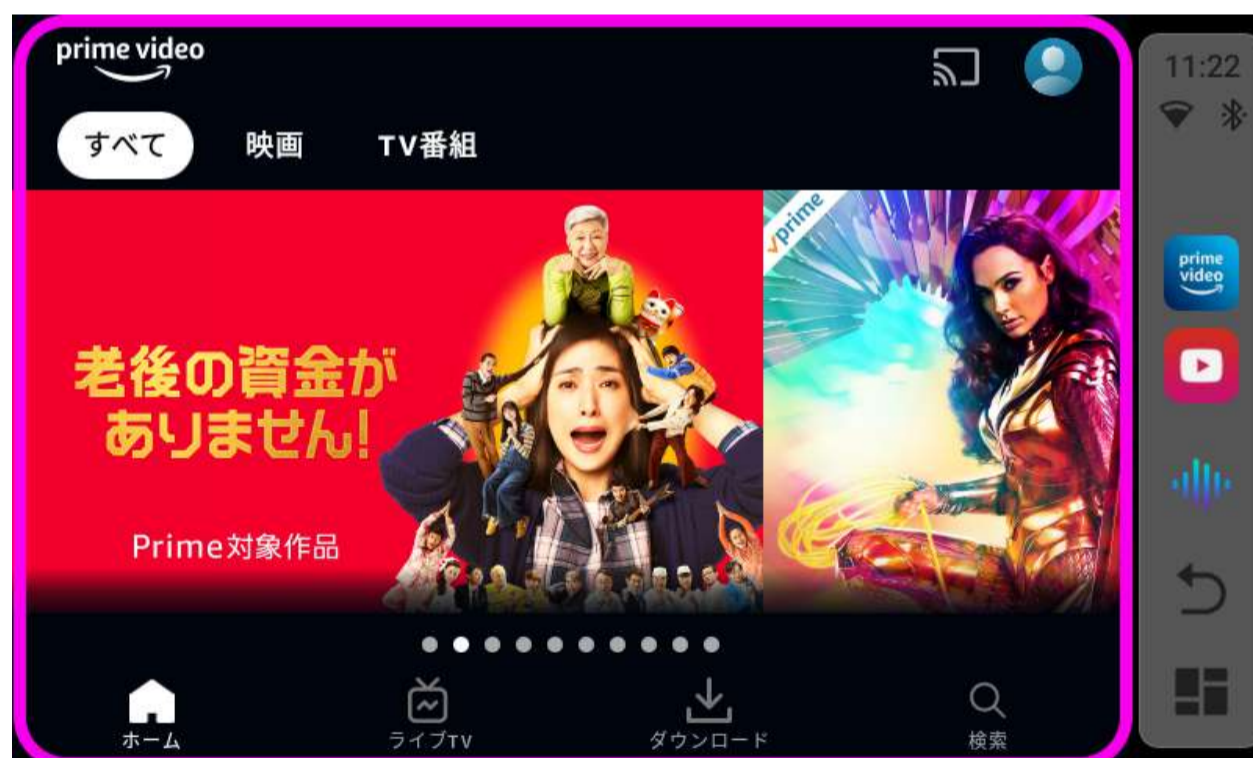 prime video
11:22
すべて 映画 TV番組
prime
prime
video
老後の資金が
ありません!
Prime対象作品
ホーム ライブTV ダウンロード 検索